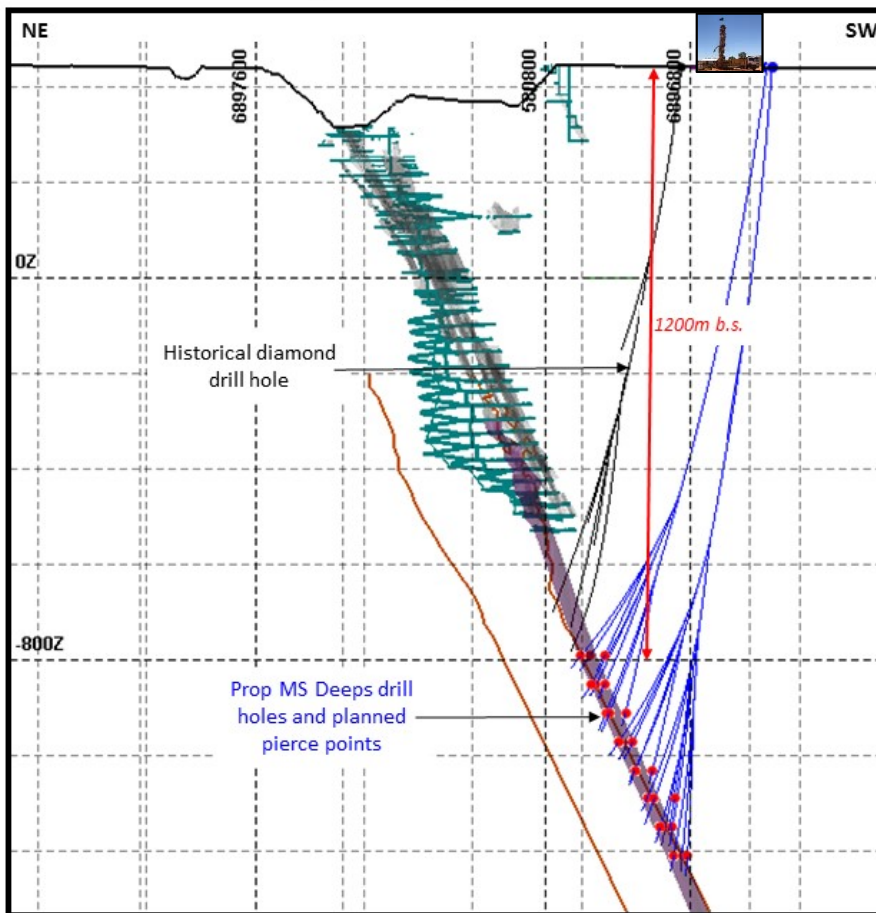 NE
SW
6897600
580800
6896800
0Z
1200m b.s.
Historical diamond
drill hole
-800Z
Prop MS Deeps drill
holes and planned
pierce points